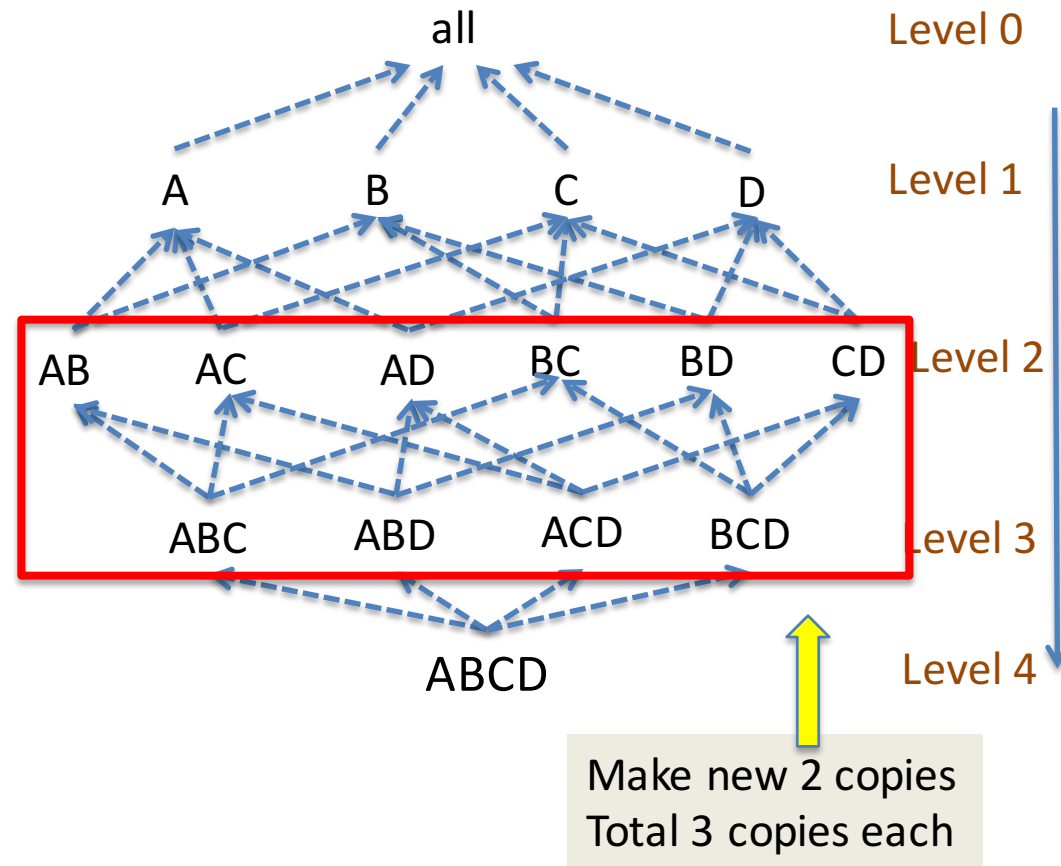 all Level 0
A B C D Level 1
AB AC AD BC BD CD Level 2
ABC ABD ACD BCD Level 3
ABCD Level 4
Make new 2 copies
Total 3 copies each